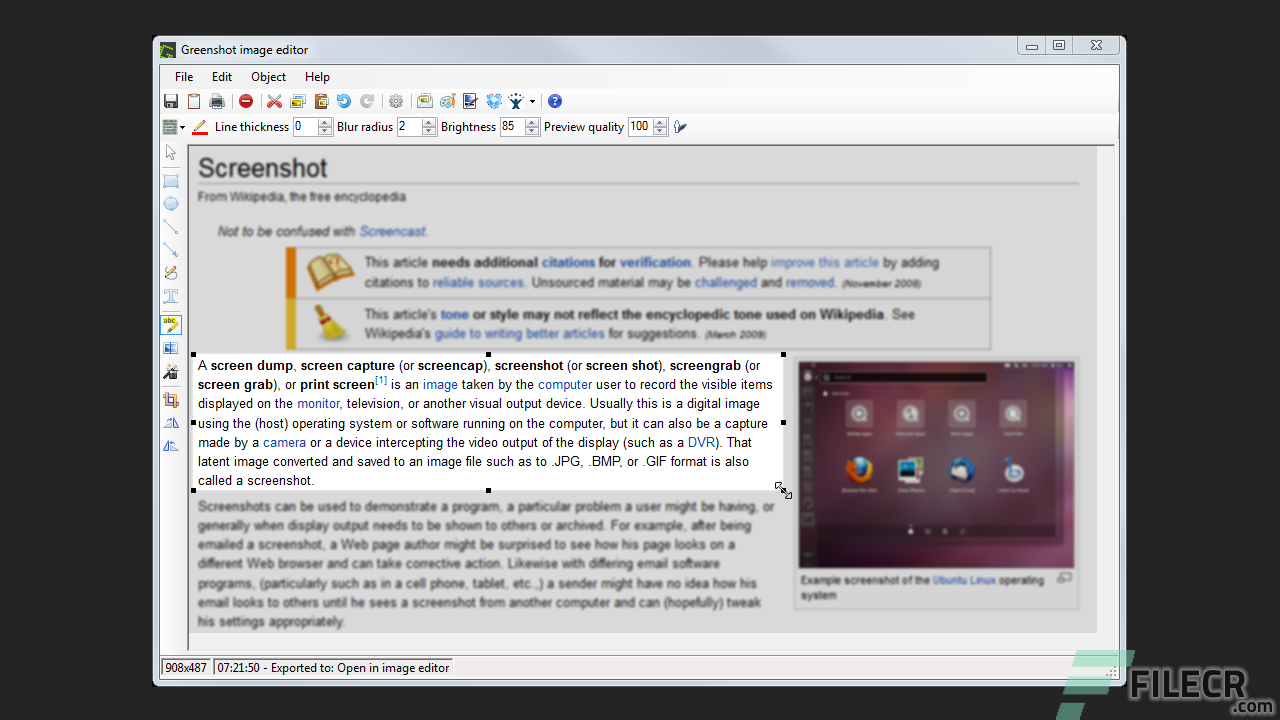 Greenshot image editor
File Edit Object Help
Line thickness 0 Blur radius 2 Brightness 85 Preview quality 100
Screenshot
From Wikipedia, the free encyclopedia
Not to be confused with Screencast.
This article needs additional citations for verification. Please help improve this article by adding
citations to reliable sources. Unsourced material may be challenged and removed. (November 2008)
This article's tone or style may not reflect the encyclopedic tone used on Wikipedia. See
Wikipedia's guide to writing better articles for suggestions. (March 2009)
A screen dump, screen capture (or screencap), screenshot (or screen shot), screengrab (or
screen grab), or print screen[1] is an image taken by the computer user to record the visible items
displayed on the monitor, television, or another visual output device. Usually this is a digital image
using the (host) operating system or software running on the computer, but it can also be a capture
made by a camera or a device intercepting the video output of the display (such as a DVR). That
latent image converted and saved to an image file such as to .JPG, .BMP, or .GIF format is also
called a screenshot.
Screenshots can be used to demonstrate a program, a particular problem a user might be having, or
generally when display output needs to be shown to others or archived. For example, after being
emailed a screenshot, a Web page author might be surprised to see how his page looks on a
different Web browser and can take corrective action. Likewise with differing email software
programs, (particularly such as in a cell phone, tablet, etc.,) a sender might have no idea how his
email looks to others until he sees a screenshot from another computer and can (hopefully) tweak
his settings appropriately.
Example screenshot of the Ubuntu Linux operating
system
908x487 07:21:50 - Exported to: Open in image editor
FILECR
.com